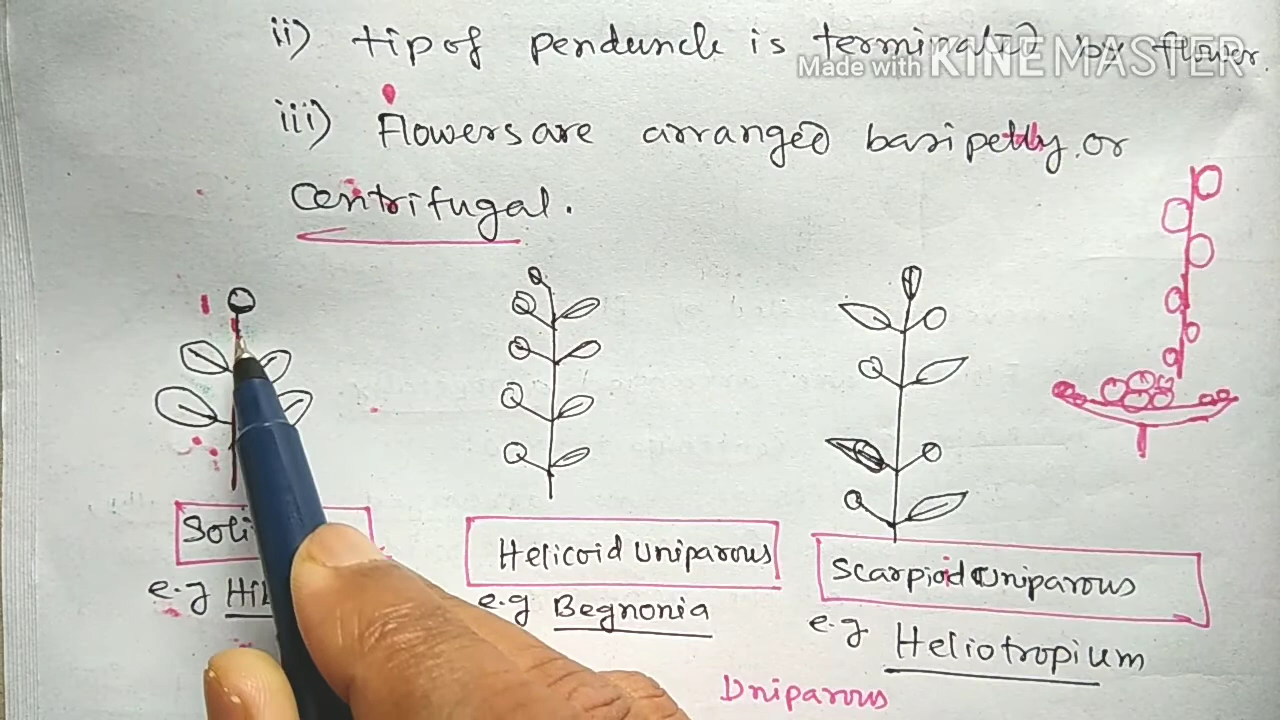 ii) tip of peduncle is terminated by flower.
Made with KINEMASTER
iii) Flowers are arranged basipetly or
Centrifugal.
Helicoid Uniparous
Scarpioid Uniparous
e.g Begnonia
e.g Heliotropium
Uniparous